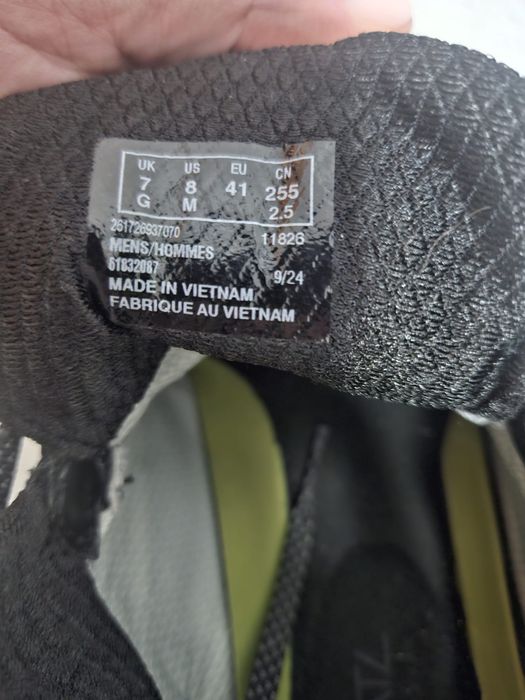 UK US EU CN
7 8 41 255
G M 2.5
261726937070 11826
MENS/HOMMES
61832087 9/24
MADE IN VIETNAM
FABRIQUE AU VIETNAM